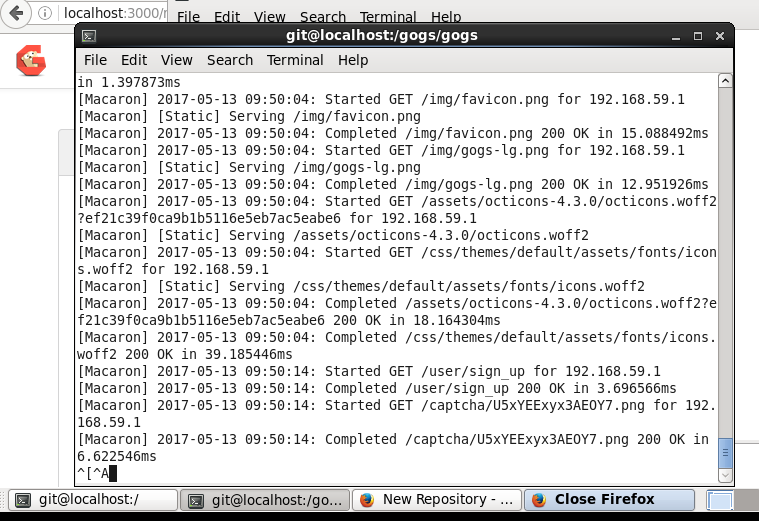 localhost:3000/r
File Edit View Search Terminal Help
git@localhost:/gogs/gogs
File Edit View Search Terminal Help
in 1.397873ms
[Macaron] 2017-05-13 09:50:04: Started GET /img/favicon.png for 192.168.59.1
[Macaron] [Static] Serving /img/favicon.png
[Macaron] 2017-05-13 09:50:04: Completed /img/favicon.png 200 OK in 15.088492ms
[Macaron] 2017-05-13 09:50:04: Started GET /img/gogs-lg.png for 192.168.59.1
[Macaron] [Static] Serving /img/gogs-lg.png
[Macaron] 2017-05-13 09:50:04: Completed /img/gogs-lg.png 200 OK in 12.951926ms
[Macaron] 2017-05-13 09:50:04: Started GET /assets/octicons-4.3.0/octicons.woff2
?ef21c39f0ca9b1b5116e5eb7ac5eabe6 for 192.168.59.1
[Macaron] [Static] Serving /assets/octicons-4.3.0/octicons.woff2
[Macaron] 2017-05-13 09:50:04: Started GET /css/themes/default/assets/fonts/icon
s.woff2 for 192.168.59.1
[Macaron] [Static] Serving /css/themes/default/assets/fonts/icons.woff2
[Macaron] 2017-05-13 09:50:04: Completed /assets/octicons-4.3.0/octicons.woff2?e
f21c39f0ca9b1b5116e5eb7ac5eabe6 200 OK in 18.164304ms
[Macaron] 2017-05-13 09:50:04: Completed /css/themes/default/assets/fonts/icons.
woff2 200 OK in 39.185446ms
[Macaron] 2017-05-13 09:50:14: Started GET /user/sign_up for 192.168.59.1
[Macaron] 2017-05-13 09:50:14: Completed /user/sign_up 200 OK in 3.696566ms
[Macaron] 2017-05-13 09:50:14: Started GET /captcha/U5xYEExyx3AEOY7.png for 192.
168.59.1
[Macaron] 2017-05-13 09:50:14: Completed /captcha/U5xYEExyx3AEOY7.png 200 OK in
6.622546ms
^[^A
git@localhost:/
git@localhost:/go...
New Repository - ...
Close Firefox